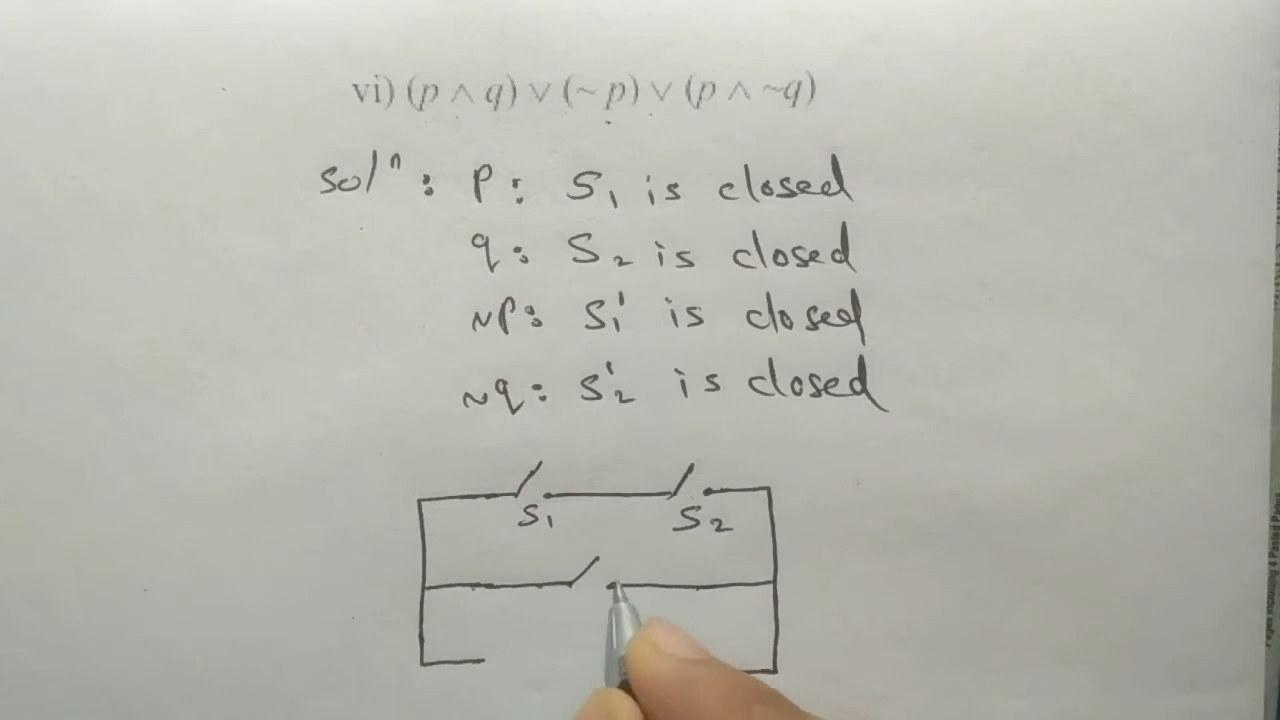 vi) (p ∧ q) ∨ (~ p) ∨ (p ∧ ~q)
solⁿ : p : S₁ is closed
q : S₂ is closed
~p : S₁' is closed
~q : S₂' is closed
S₁ S₂